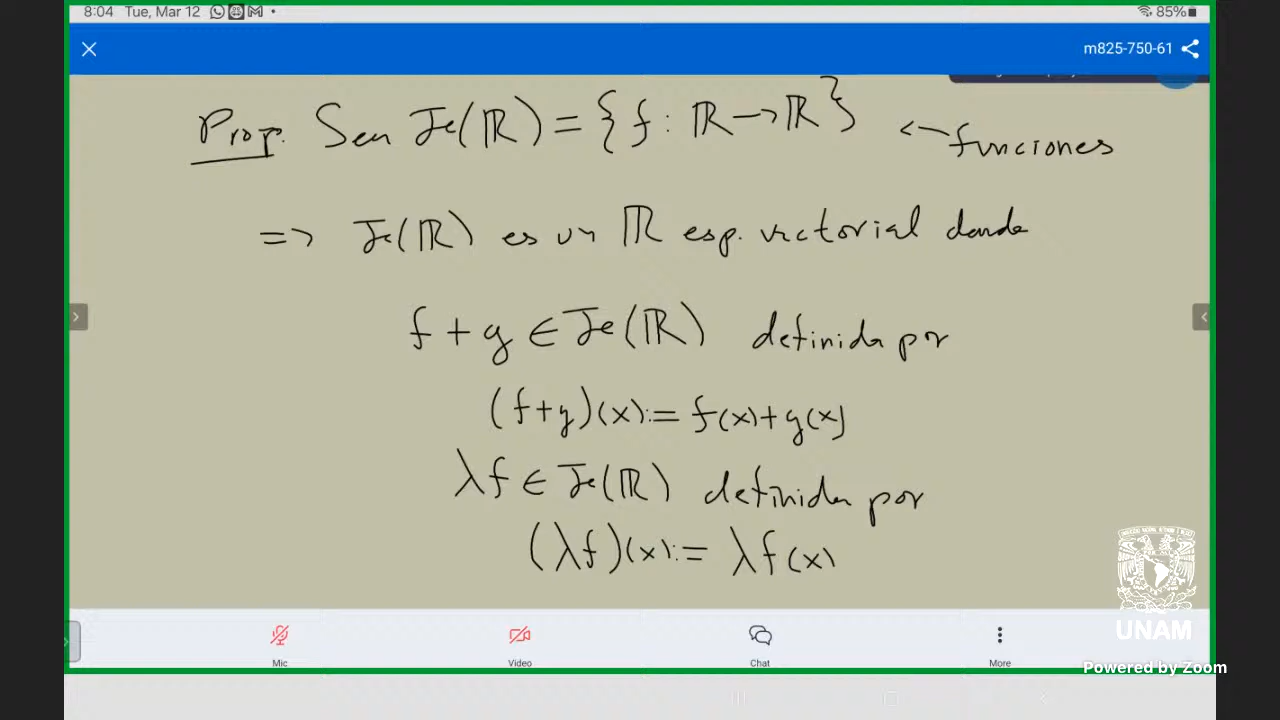 8:04 Tue, Mar 12 85%
m825-750-61
Prop. Sea Fe(ℝ) = {f : ℝ → ℝ} ← funciones
=> Fe(ℝ) es un ℝ esp. vectorial donde
f + g ∈ Fe(ℝ) definida por
(f+g)(x) := f(x) + g(x)
λf ∈ Fe(ℝ) definida por
(λf)(x) := λf(x)
UNAM
Mic Video Chat More
Powered by Zoom